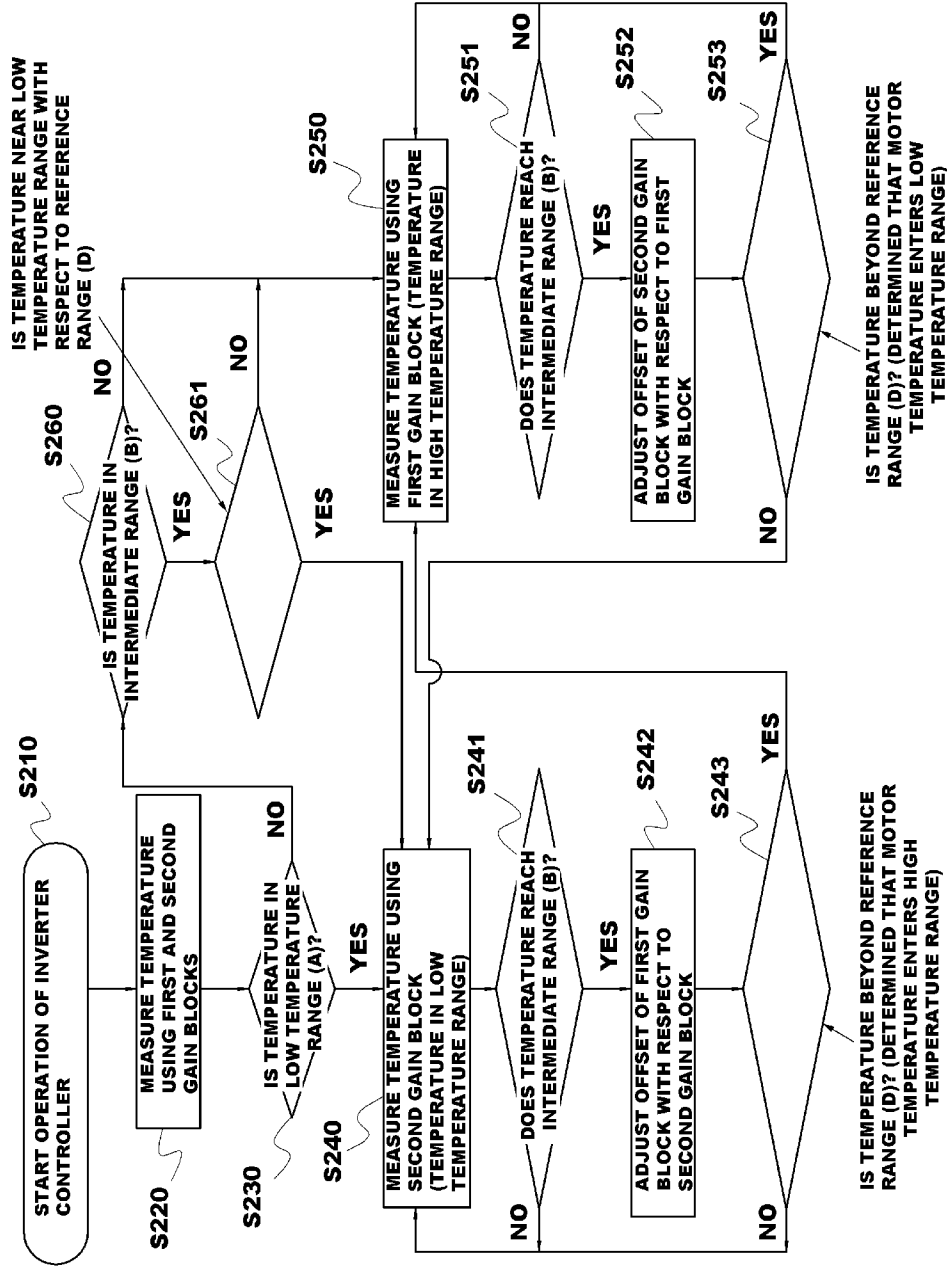 START OPERATION OF INVERTER
CONTROLLER
S210
MEASURE TEMPERATURE
USING FIRST AND SECOND
GAIN BLOCKS
S220
IS TEMPERATURE IN
LOW TEMPERATURE
RANGE (A)?
S230
NO
YES
MEASURE TEMPERATURE USING
SECOND GAIN BLOCK
(TEMPERATURE IN LOW
TEMPERATURE RANGE)
S240
DOES TEMPERATURE REACH
INTERMEDIATE RANGE (B)?
S241
NO
YES
ADJUST OFFSET OF FIRST GAIN
BLOCK WITH RESPECT TO
SECOND GAIN BLOCK
S242
S243
NO
YES
IS TEMPERATURE BEYOND REFERENCE
RANGE (D)? (DETERMINED THAT MOTOR
TEMPERATURE ENTERS HIGH
TEMPERATURE RANGE)
IS TEMPERATURE IN
INTERMEDIATE RANGE (B)?
S260
NO
YES
IS TEMPERATURE NEAR LOW
TEMPERATURE RANGE WITH
RESPECT TO REFERENCE
RANGE (D)
S261
NO
YES
MEASURE TEMPERATURE USING
FIRST GAIN BLOCK (TEMPERATURE
IN HIGH TEMPERATURE RANGE)
S250
DOES TEMPERATURE REACH
INTERMEDIATE RANGE (B)?
S251
NO
YES
ADJUST OFFSET OF SECOND GAIN
BLOCK WITH RESPECT TO FIRST
GAIN BLOCK
S252
S253
NO
YES
IS TEMPERATURE BEYOND REFERENCE
RANGE (D)? (DETERMINED THAT MOTOR
TEMPERATURE ENTERS LOW
TEMPERATURE RANGE)